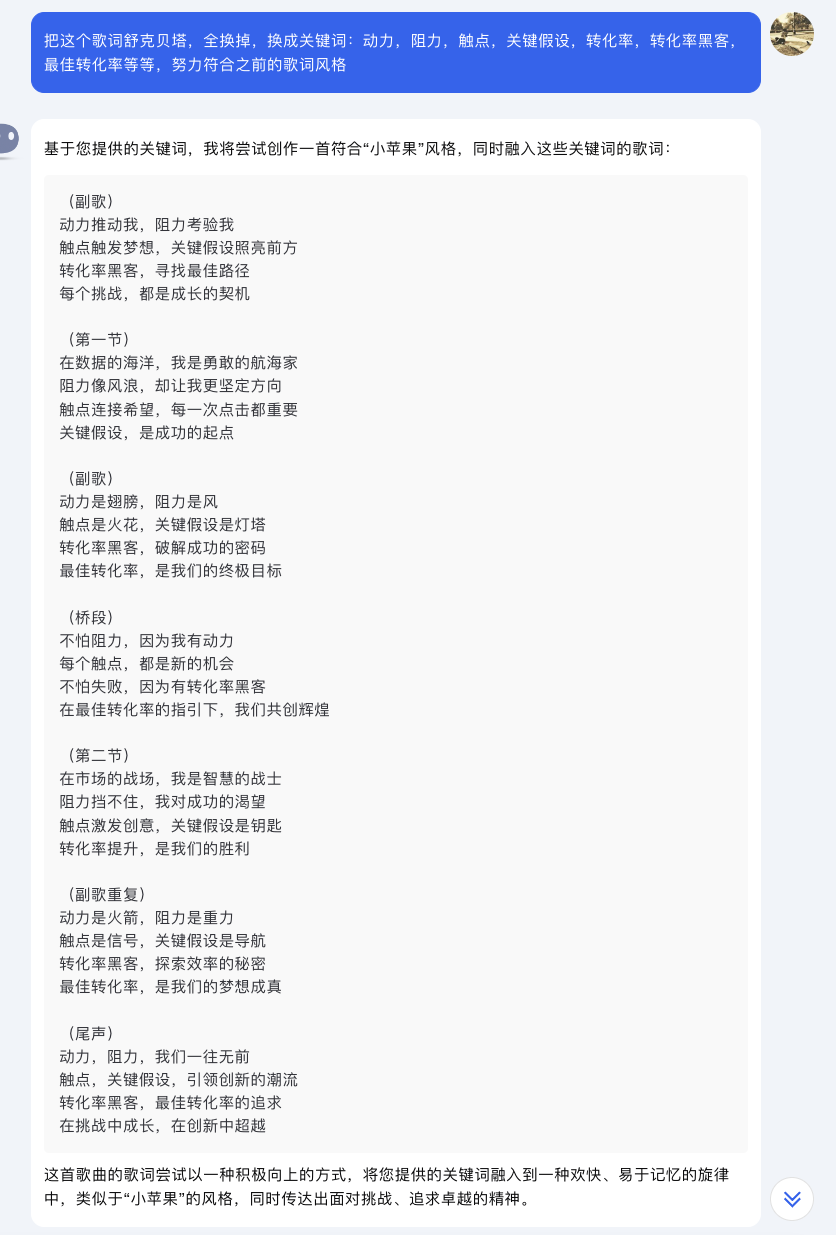 把这个歌词舒克贝塔，全换掉，换成关键词：动力，阻力，触点，关键假设，转化率，转化率黑客，
最佳转化率等等，努力符合之前的歌词风格
基于您提供的关键词，我将尝试创作一首符合“小苹果”风格，同时融入这些关键词的歌词：
（副歌）
动力推动我，阻力考验我
触点触发梦想，关键假设照亮前方
转化率黑客，寻找最佳路径
每个挑战，都是成长的契机
（第一节）
在数据的海洋，我是勇敢的航海家
阻力像风浪，却让我更坚定方向
触点连接希望，每一次点击都重要
关键假设，是成功的起点
（副歌）
动力是翅膀，阻力是风
触点是火花，关键假设是灯塔
转化率黑客，破解成功的密码
最佳转化率，是我们的终极目标
（桥段）
不怕阻力，因为我有动力
每个触点，都是新的机会
不怕失败，因为有转化率黑客
在最佳转化率的指引下，我们共创辉煌
（第二节）
在市场的战场，我是智慧的战士
阻力挡不住，我对成功的渴望
触点激发创意，关键假设是钥匙
转化率提升，是我们的胜利
（副歌重复）
动力是火箭，阻力是重力
触点是信号，关键假设是导航
转化率黑客，探索效率的秘密
最佳转化率，是我们的梦想成真
（尾声）
动力，阻力，我们一往无前
触点，关键假设，引领创新的潮流
转化率黑客，最佳转化率的追求
在挑战中成长，在创新中超越
这首歌曲的歌词尝试以一种积极向上的方式，将您提供的关键词融入到一种欢快、易于记忆的旋律
中，类似于“小苹果”的风格，同时传达出面对挑战、追求卓越的精神。